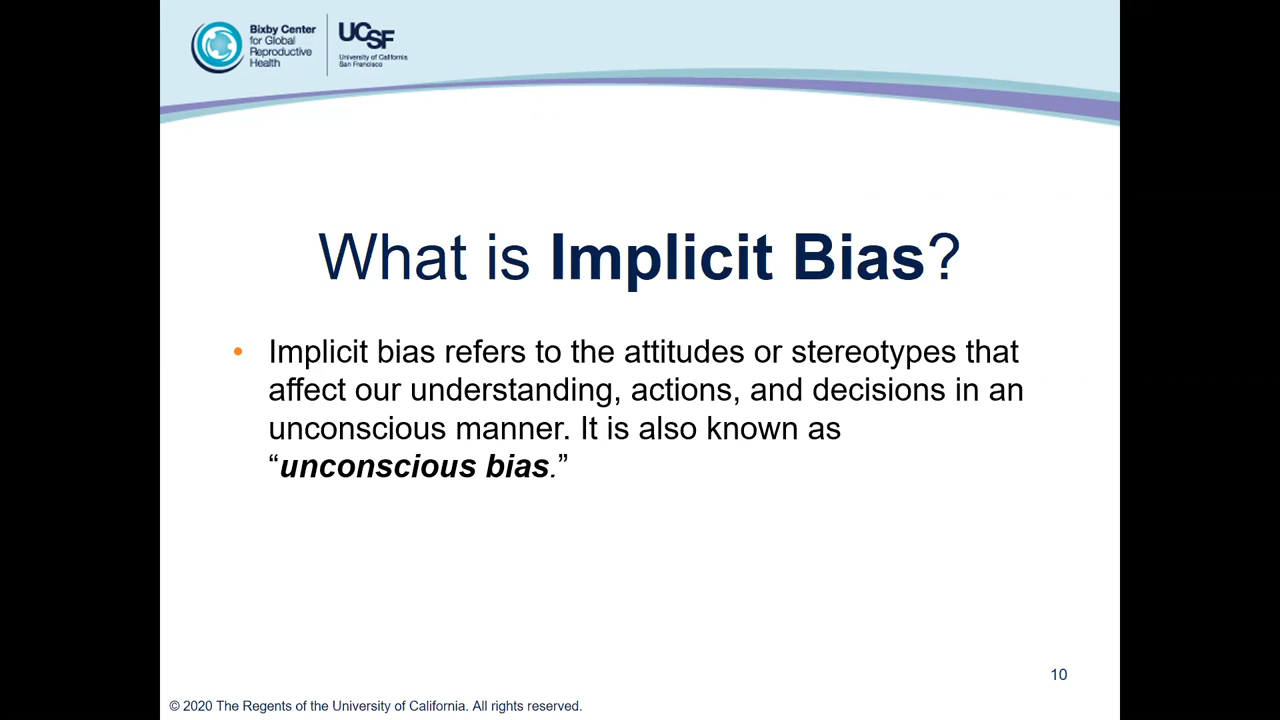 Bixby Center
for Global
Reproductive
Health
UCSF
University of California
San Francisco
What is Implicit Bias?
• Implicit bias refers to the attitudes or stereotypes that
affect our understanding, actions, and decisions in an
unconscious manner. It is also known as
“unconscious bias.”
10
© 2020 The Regents of the University of California. All rights reserved.